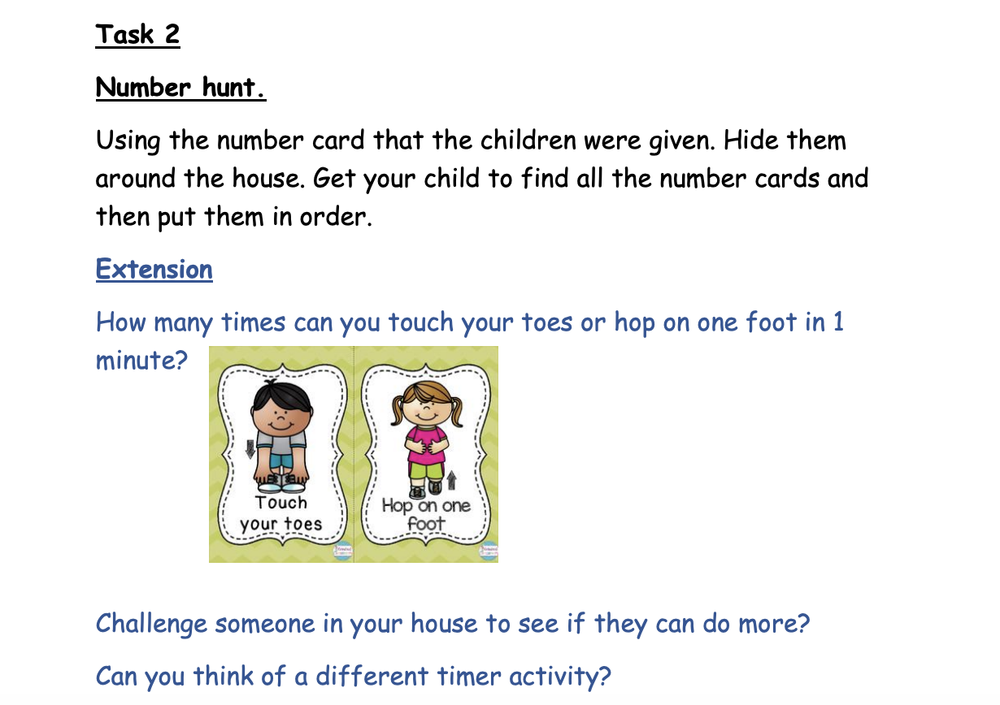 Task 2
Number hunt.
Using the number card that the children were given. Hide them
around the house. Get your child to find all the number cards and
then put them in order.
Extension
How many times can you touch your toes or hop on one foot in 1
minute?
Touch
your toes
Hop on one
foot
Challenge someone in your house to see if they can do more?
Can you think of a different timer activity?